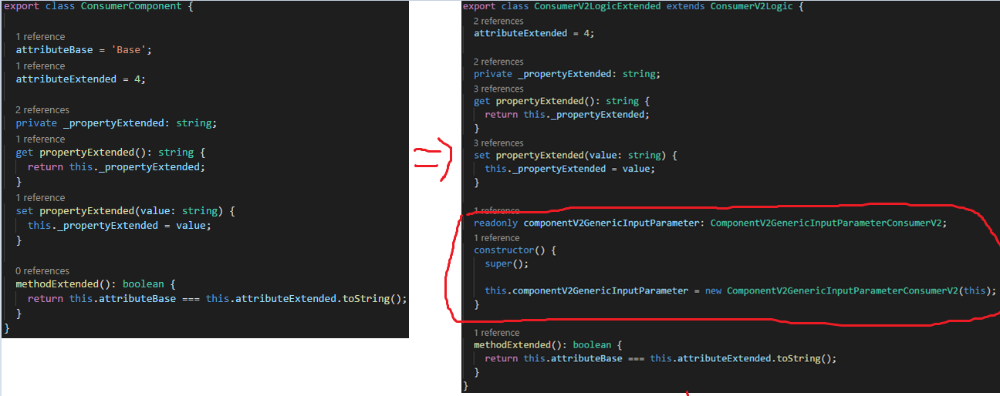 export class ConsumerComponent {
1 reference
attributeBase = 'Base';
1 reference
attributeExtended = 4;
2 references
private _propertyExtended: string;
1 reference
get propertyExtended(): string {
return this._propertyExtended;
}
1 reference
set propertyExtended(value: string) {
this._propertyExtended = value;
}
0 references
methodExtended(): boolean {
return this.attributeBase === this.attributeExtended.toString();
}
}
export class ConsumerV2LogicExtended extends ConsumerV2Logic {
2 references
attributeExtended = 4;
2 references
private _propertyExtended: string;
3 references
get propertyExtended(): string {
return this._propertyExtended;
}
3 references
set propertyExtended(value: string) {
this._propertyExtended = value;
}
1 reference
readonly componentV2GenericInputParameter: ComponentV2GenericInputParameterConsumerV2;
1 reference
constructor() {
super();
this.componentV2GenericInputParameter = new ComponentV2GenericInputParameterConsumerV2(this);
}
1 reference
methodExtended(): boolean {
return this.attributeBase === this.attributeExtended.toString();
}
}